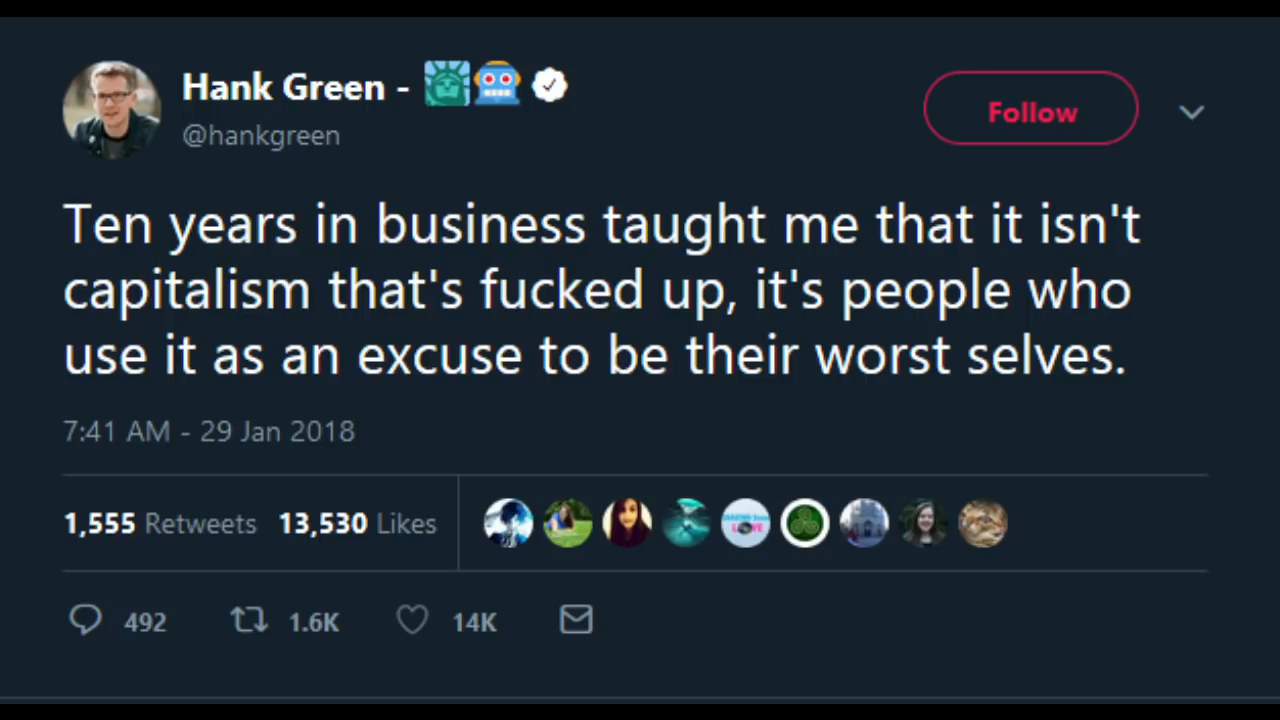 Hank Green - 🗽🤖
Follow
@hankgreen
Ten years in business taught me that it isn't
capitalism that's fucked up, it's people who
use it as an excuse to be their worst selves.
7:41 AM - 29 Jan 2018
1,555 Retweets 13,530 Likes
492 1.6K 14K